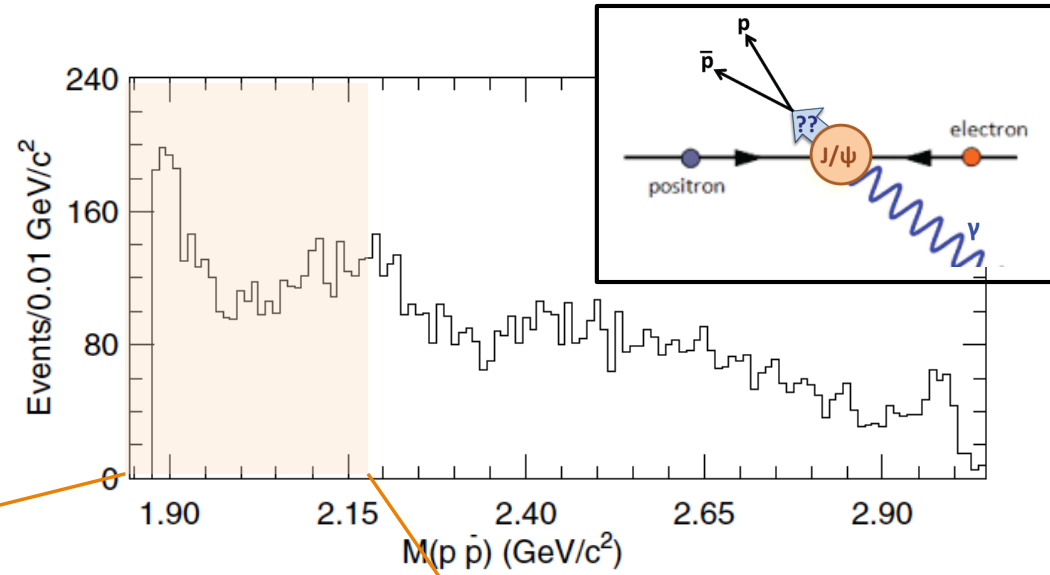 240
160
80
0
Events/0.01 GeV/c²
1.90 2.15 2.40 2.65 2.90
M(p p̄) (GeV/c²)
p
p̄
??
J/ψ
electron
positron
γ